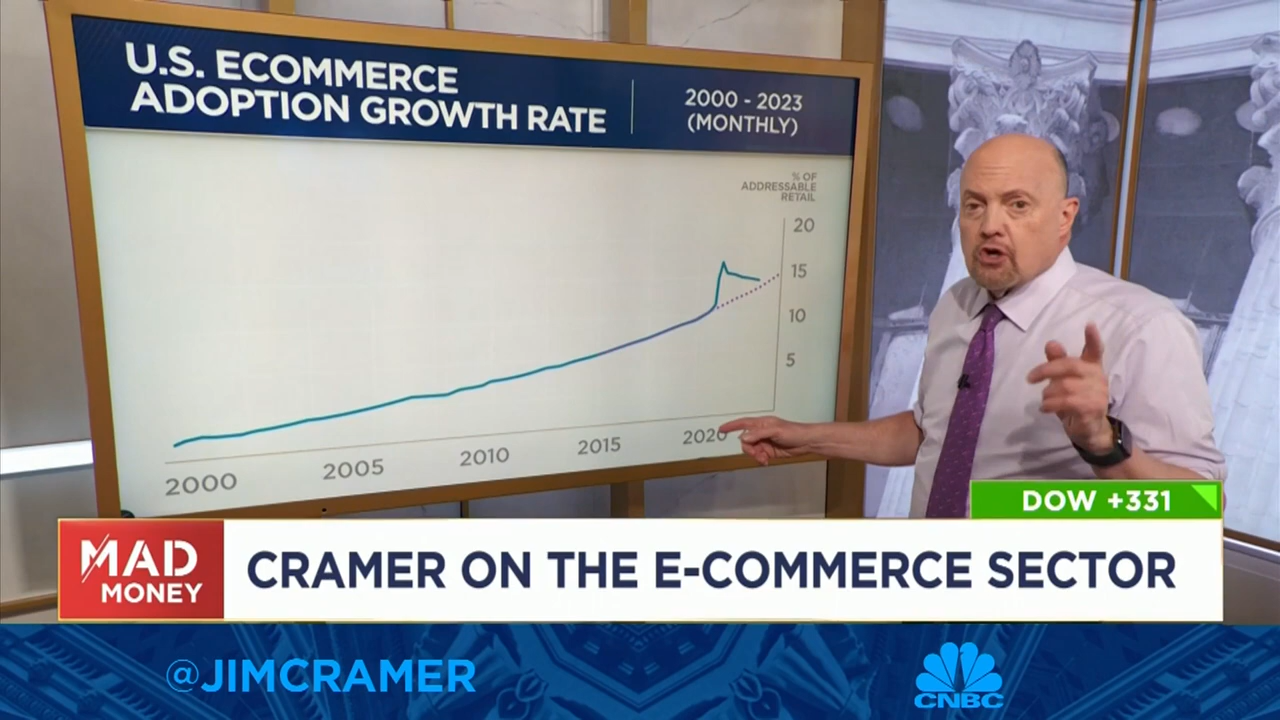 U.S. ECOMMERCE
ADOPTION GROWTH RATE
2000 - 2023
(MONTHLY)
% OF
ADDRESSABLE
RETAIL
20
15
10
5
2000
2005
2010
2015
2020
DOW +331
MAD
MONEY
CRAMER ON THE E-COMMERCE SECTOR
@JIMCRAMER
CNBC